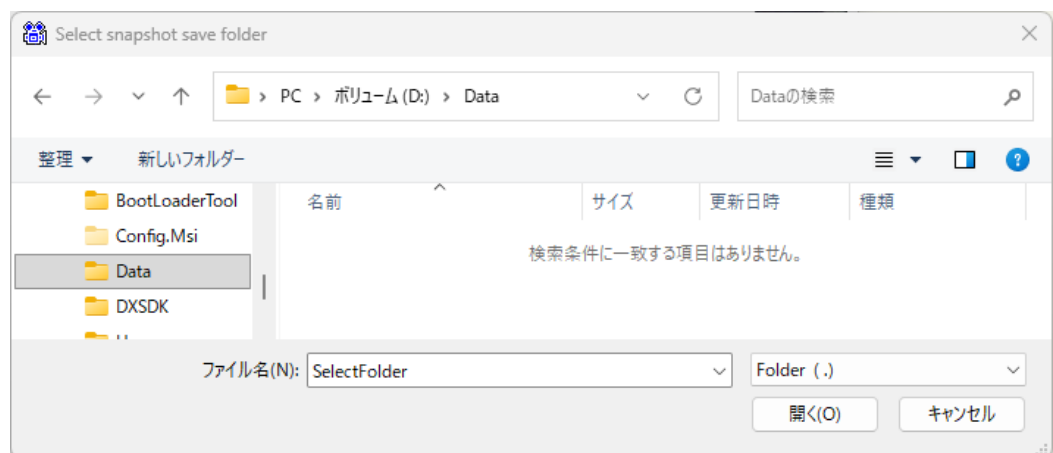 Select snapshot save folder
PC > ボリューム (D:) > Data
Dataの検索
整理 新しいフォルダー
BootLoaderTool
Config.Msi
Data
DXSDK
名前 サイズ 更新日時 種類
検索条件に一致する項目はありません。
ファイル名(N): SelectFolder Folder (.)
開く(O) キャンセル